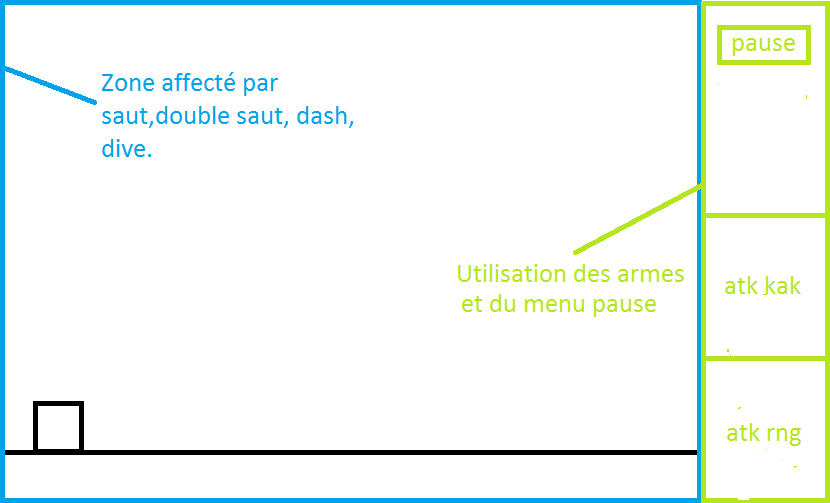 pause
Zone affecté par
saut,double saut, dash,
dive.
Utilisation des armes
et du menu pause
atk kak
atk rng